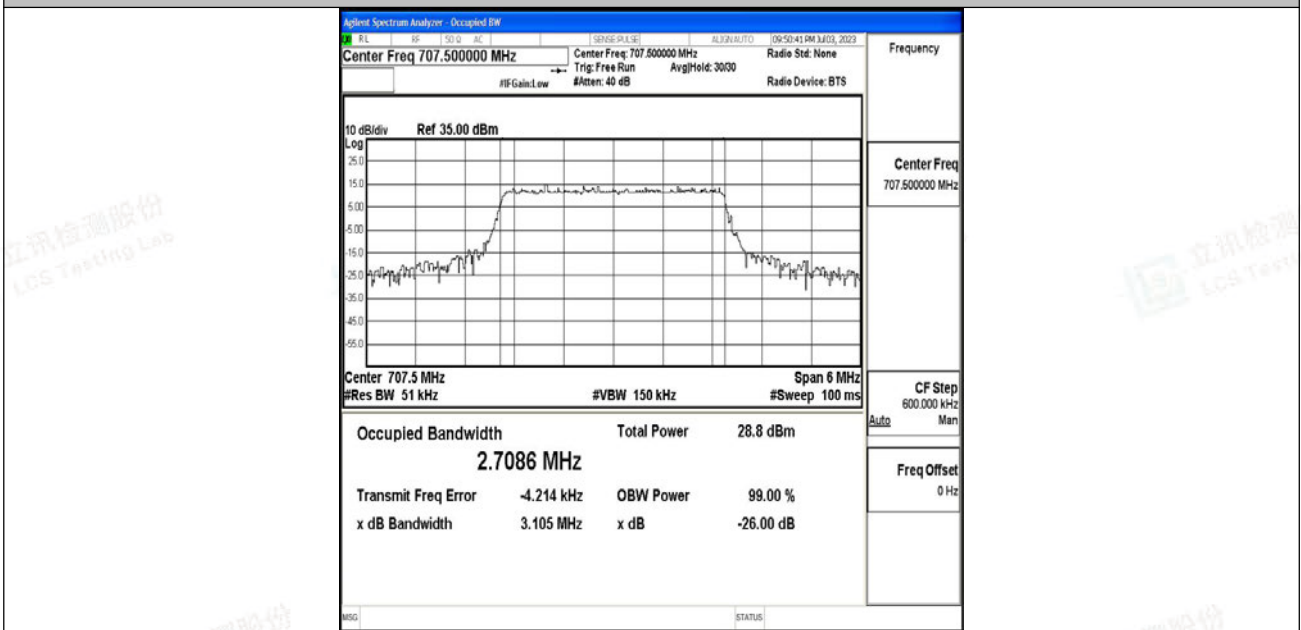 Agilent Spectrum Analyzer - Occupied BW
RL RF 50 Ω AC SENSE:PULSE ALIGN AUTO 09:50:41 PM Jul 03, 2023
Center Freq 707.500000 MHz
Center Freq: 707.500000 MHz
Radio Std: None
Trig: Free Run Avg|Hold: 30/30
#IFGain:Low #Atten: 40 dB
Radio Device: BTS
Frequency
10 dB/div Ref 35.00 dBm
Log
25.0
15.0
5.00
-5.00
-15.0
-25.0
-35.0
-45.0
-55.0
Center Freq
707.500000 MHz
Center 707.5 MHz Span 6 MHz
#Res BW 51 kHz #VBW 150 kHz #Sweep 100 ms
CF Step
600.000 kHz
Auto Man
Occupied Bandwidth Total Power 28.8 dBm
2.7086 MHz
Transmit Freq Error -4.214 kHz OBW Power 99.00 %
x dB Bandwidth 3.105 MHz x dB -26.00 dB
Freq Offset
0 Hz
MSG STATUS
立讯检测股份
LCS Testing Lab
立讯检测
LCS Testi